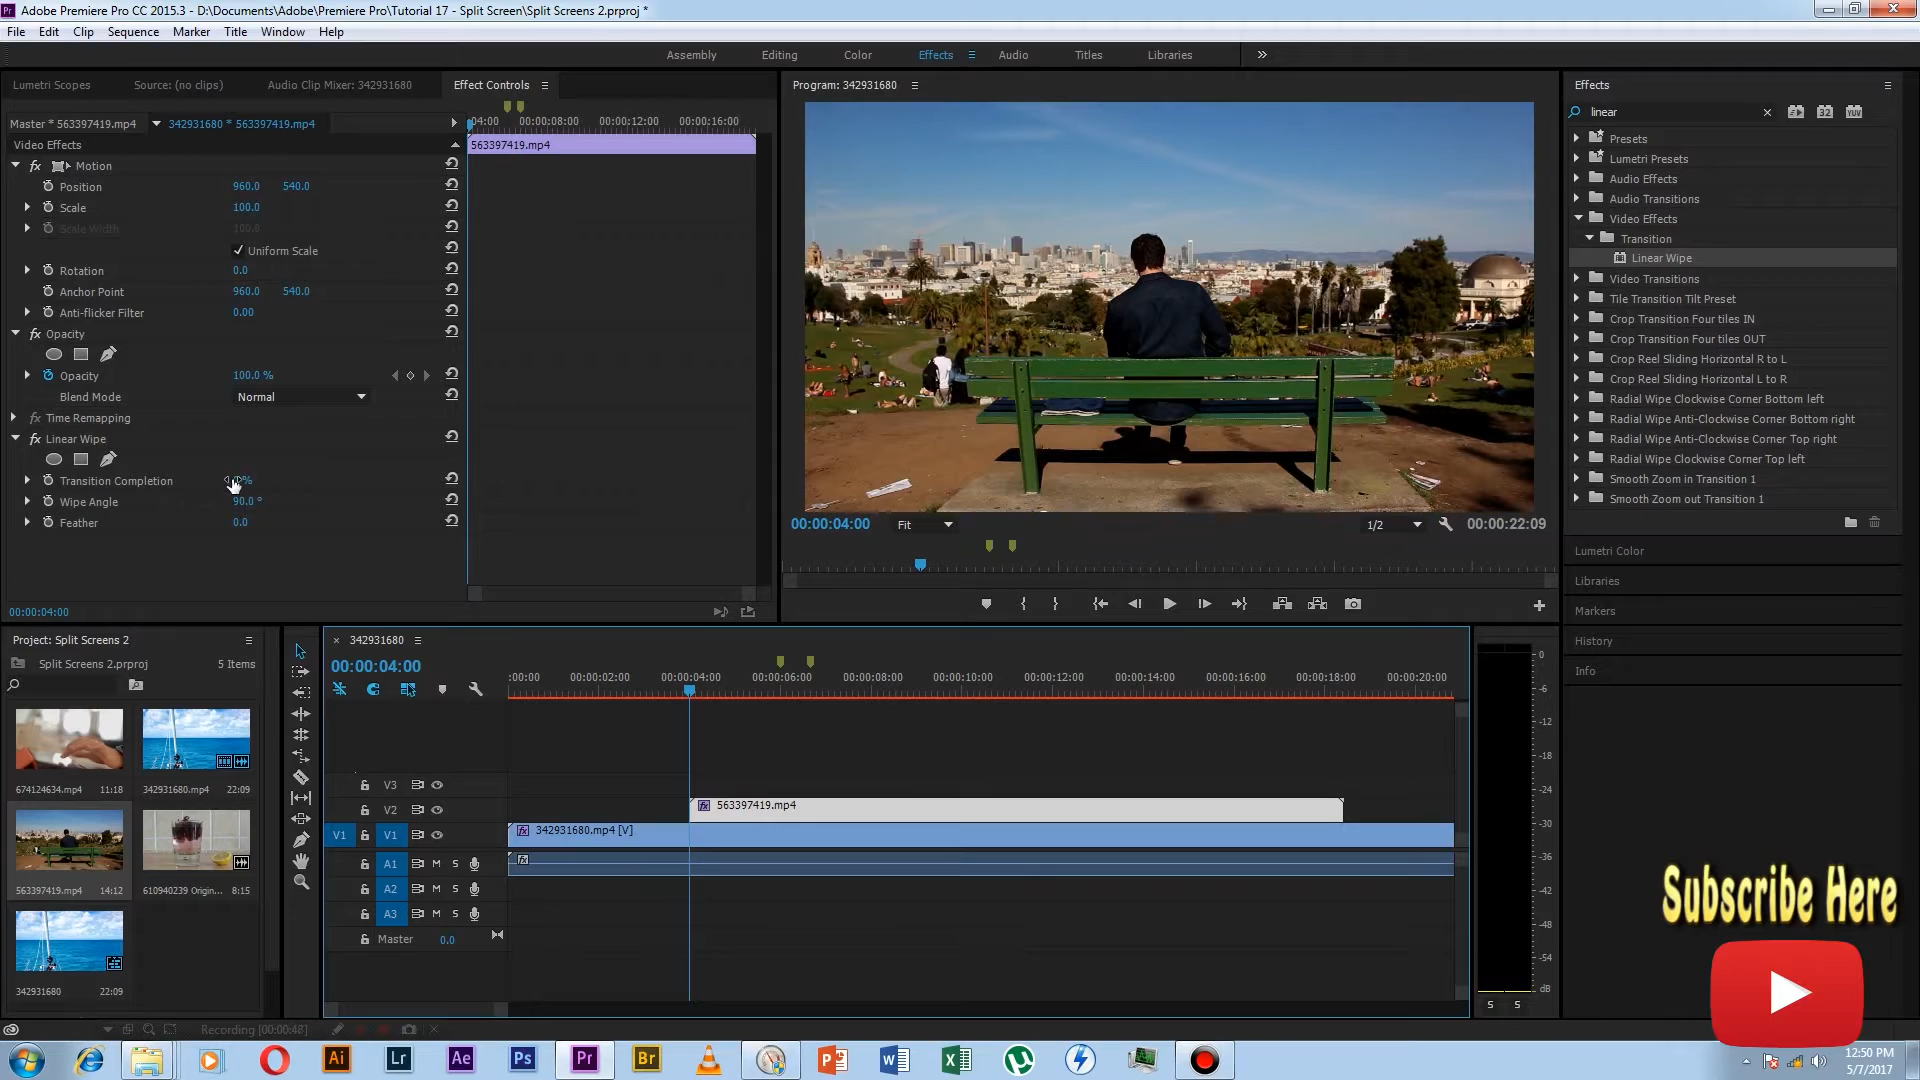 Adobe Premiere Pro CC 2015.3 - D:\Documents\Adobe\Premiere Pro\Tutorial 17 - Split Screen\Split Screens 2.prproj *
File Edit Clip Sequence Marker Title Window Help
Assembly Editing Color Effects Audio Titles Libraries
Lumetri Scopes Source: (no clips) Audio Clip Mixer: 342931680 Effect Controls
Master * 563397419.mp4 342931680 * 563397419.mp4
04:00 00:00:08:00 00:00:12:00 00:00:16:00
Video Effects
563397419.mp4
fx Motion
Position 960.0 540.0
Scale 100.0
Scale Width 100.0
Uniform Scale
Rotation 0.0
Anchor Point 960.0 540.0
Anti-flicker Filter 0.00
fx Opacity
Opacity 100.0 %
Blend Mode Normal
fx Time Remapping
fx Linear Wipe
Transition Completion %
Wipe Angle 90.0 °
Feather 0.0
00:00:04:00
Program: 342931680
00:00:04:00 Fit 1/2 00:00:22:09
Effects
linear
32 YUV
Presets
Lumetri Presets
Audio Effects
Audio Transitions
Video Effects
Transition
Linear Wipe
Video Transitions
Tile Transition Tilt Preset
Crop Transition Four tiles IN
Crop Transition Four tiles OUT
Crop Reel Sliding Horizontal R to L
Crop Reel Sliding Horizontal L to R
Radial Wipe Clockwise Corner Bottom left
Radial Wipe Anti-Clockwise Corner Bottom right
Radial Wipe Anti-Clockwise Corner Top right
Radial Wipe Clockwise Corner Top left
Smooth Zoom in Transition 1
Smooth Zoom out Transition 1
Lumetri Color
Libraries
Markers
History
Info
Project: Split Screens 2
Split Screens 2.prproj 5 Items
674124634.mp4 11:18
342931680.mp4 22:09
563397419.mp4 14:12
610940239 Origin... 8:15
342931680 22:09
342931680
00:00:04:00
:00:00 00:00:02:00 00:00:04:00 00:00:06:00 00:00:08:00 00:00:10:00 00:00:12:00 00:00:14:00 00:00:16:00 00:00:18:00 00:00:20:00
V3
V2 fx 563397419.mp4
V1 V1 fx 342931680.mp4 [V]
A1 M S fx
A2 M S
A3 M S
Master 0.0
0
-6
-12
-18
-24
-30
-36
-42
-48
-54
dB
S S
Subscribe Here
Recording [00:00:48]
Ai Lr Ae Ps Pr Br
12:50 PM
5/7/2017